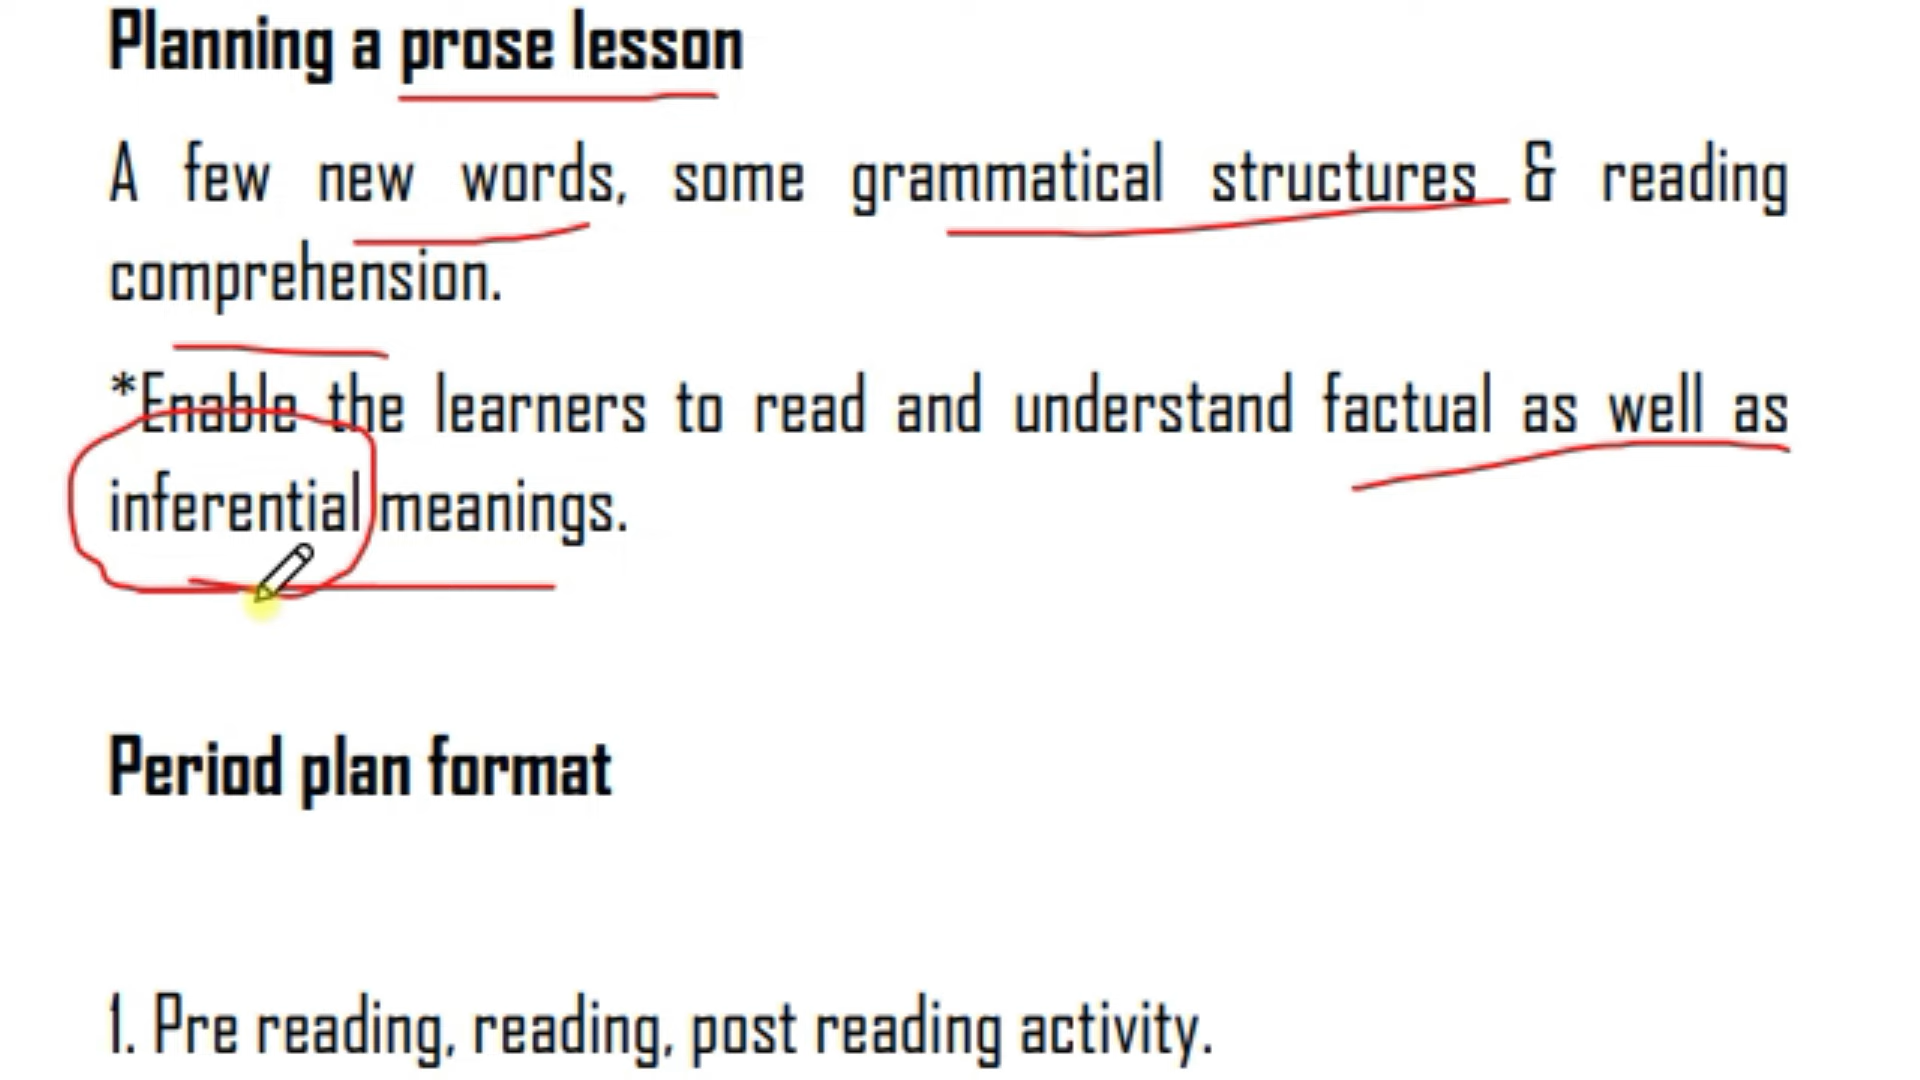 Planning a prose lesson
A few new words, some grammatical structures & reading
comprehension.
*Enable the learners to read and understand factual as well as
inferential meanings.
Period plan format
1. Pre reading, reading, post reading activity.